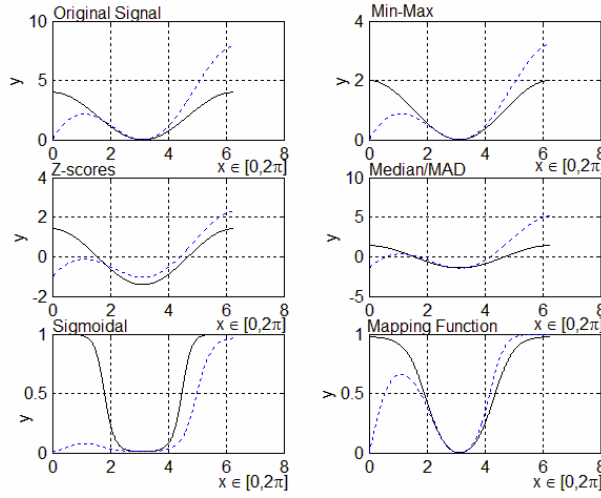 Original Signal
10
5
0
y
0 2 4 6 8
x ∈ [0,2π]
Min-Max
4
2
0
y
0 2 4 6 8
x ∈ [0,2π]
Z-scores
4
2
0
-2
y
0 2 4 6 8
x ∈ [0,2π]
Median/MAD
10
5
0
-5
y
0 2 4 6 8
x ∈ [0,2π]
Sigmoidal
1
0.5
0
y
0 2 4 6 8
x ∈ [0,2π]
Mapping Function
1
0.5
0
y
0 2 4 6 8
x ∈ [0,2π]